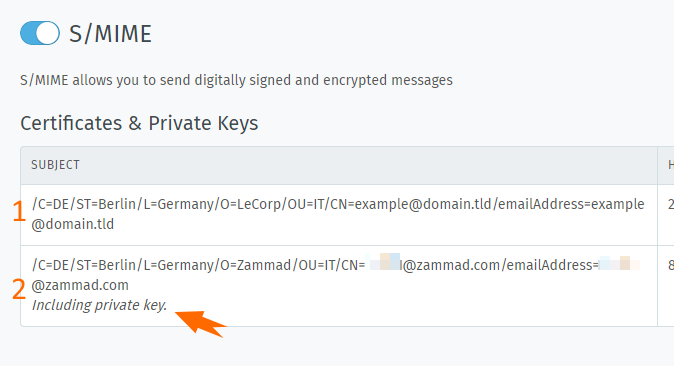 S/MIME
S/MIME allows you to send digitally signed and encrypted messages
Certificates & Private Keys
SUBJECT H
1 /C=DE/ST=Berlin/L=Germany/O=LeCorp/OU=IT/CN=example@domain.tld/emailAddress=example 2
@domain.tld
/C=DE/ST=Berlin/L=Germany/O=Zammad/OU=IT/CN= @zammad.com/emailAddress= 8
2 @zammad.com
Including private key.